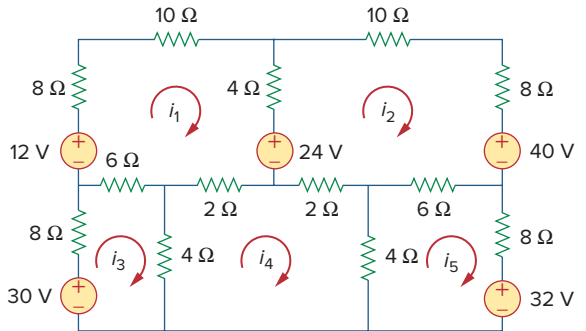 10 Ω 10 Ω
8 Ω 4 Ω 8 Ω
i1 i2
12 V + − 6 Ω + − 24 V + − 40 V
2 Ω 2 Ω 6 Ω
8 Ω i3 4 Ω i4 4 Ω i5 8 Ω
30 V + − + − 32 V